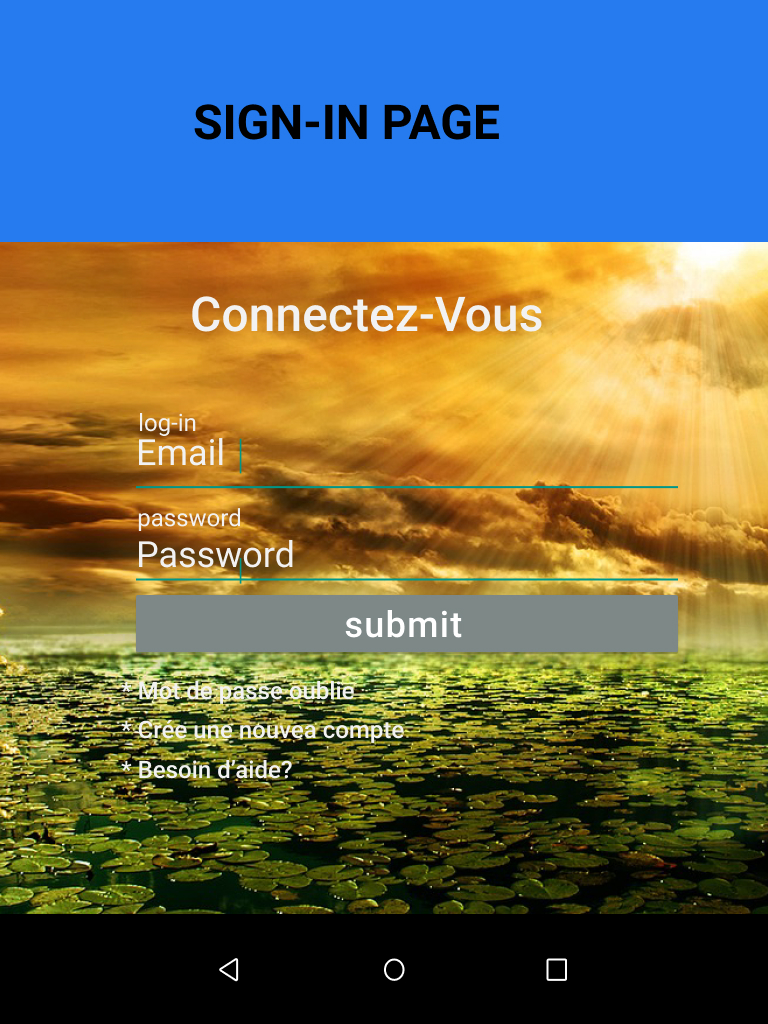 SIGN-IN PAGE
Connectez-Vous
log-in
Email
password
Password
submit
* Mot de passe oublie
* Crée une nouvea compte
* Besoin d'aide?